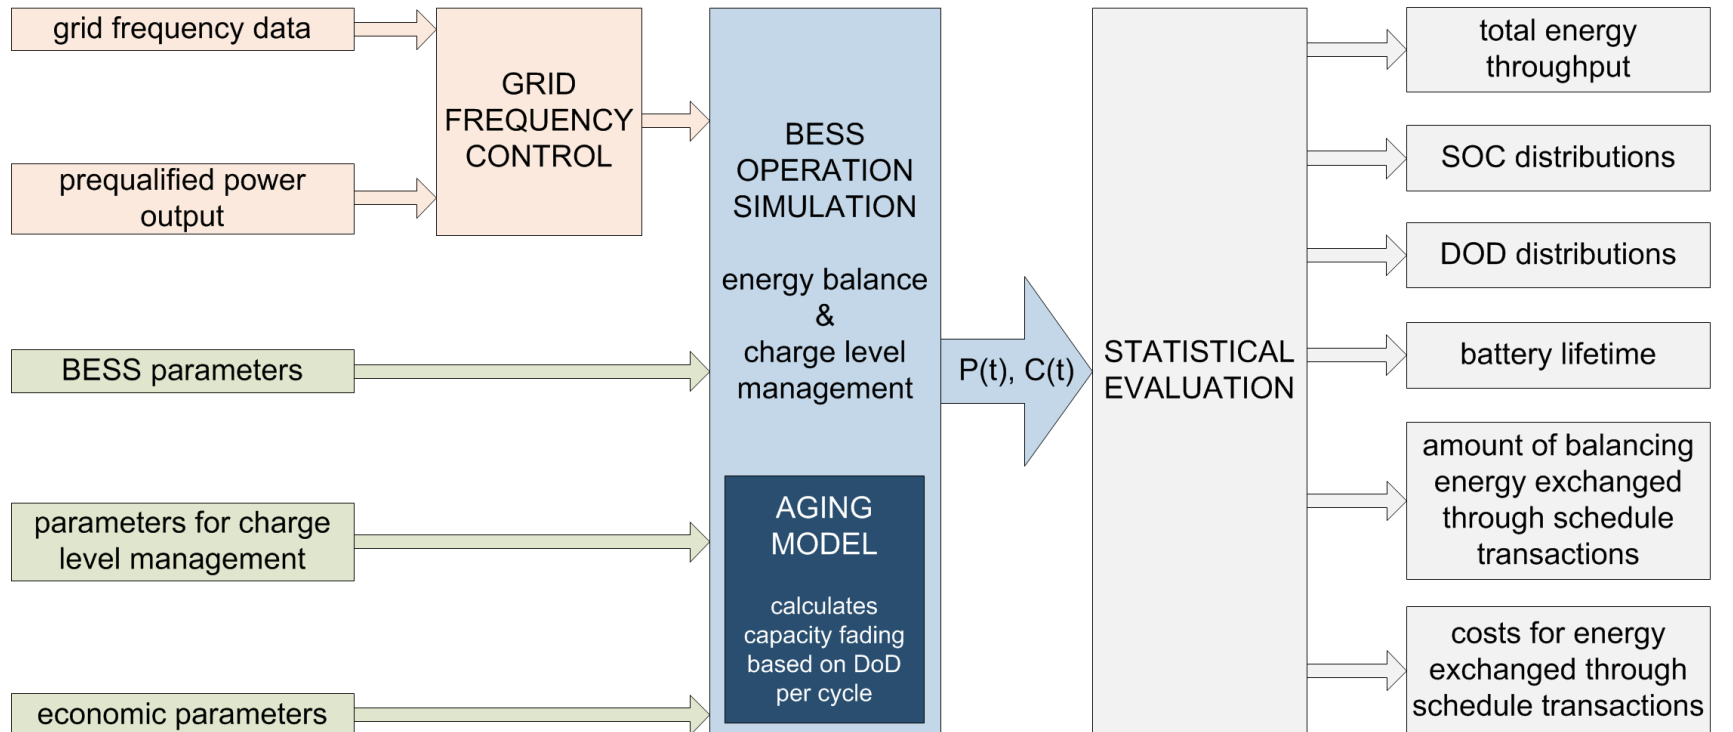 grid frequency data
prequalified power
output
BESS parameters
parameters for charge
level management
economic parameters
GRID
FREQUENCY
CONTROL
BESS
OPERATION
SIMULATION
energy balance
&
charge level
management
AGING
MODEL
calculates
capacity fading
based on DoD
per cycle
P(t), C(t)
STATISTICAL
EVALUATION
total energy
throughput
SOC distributions
DOD distributions
battery lifetime
amount of balancing
energy exchanged
through schedule
transactions
costs for energy
exchanged through
schedule transactions